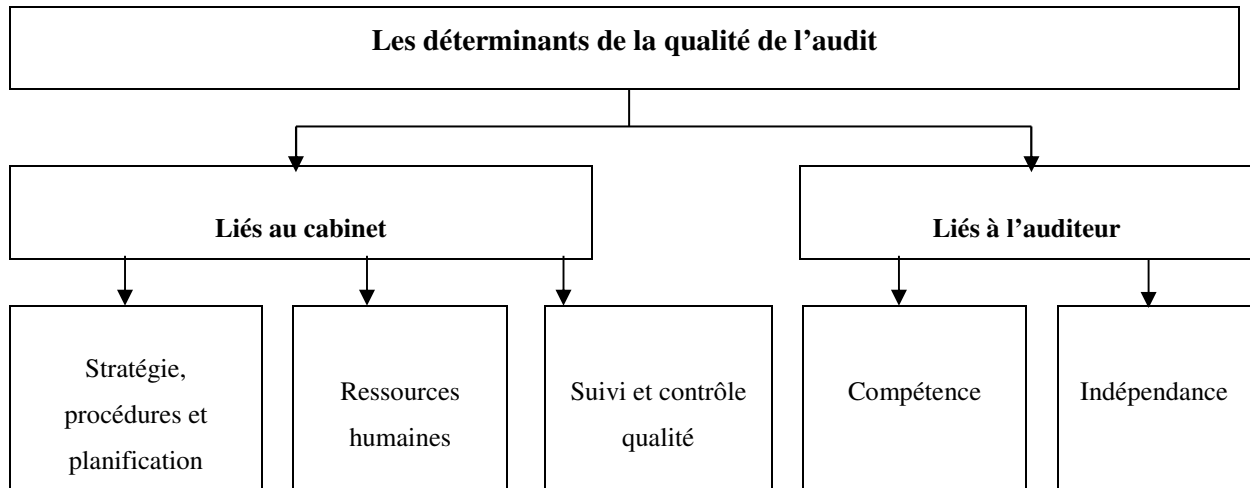 Les déterminants de la qualité de l’audit
Liés au cabinet
Liés à l’auditeur
Stratégie,
procédures et
planification
Ressources
humaines
Suivi et contrôle
qualité
Compétence
Indépendance